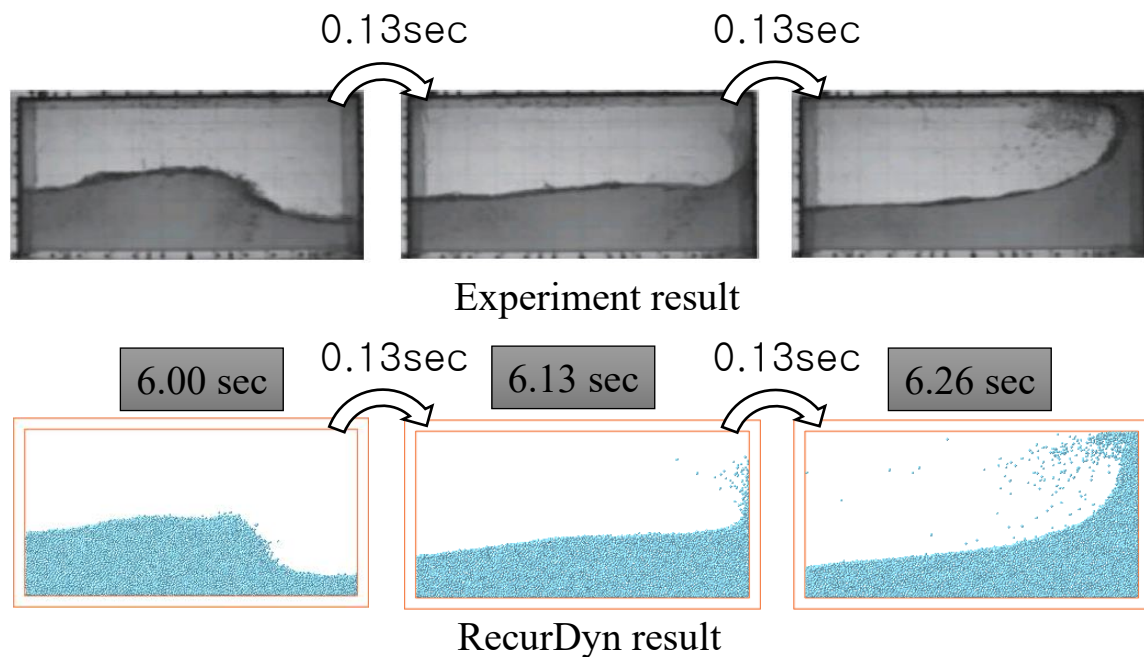 0.13sec
0.13sec
Experiment result
0.13sec
0.13sec
6.00 sec
6.13 sec
6.26 sec
RecurDyn result